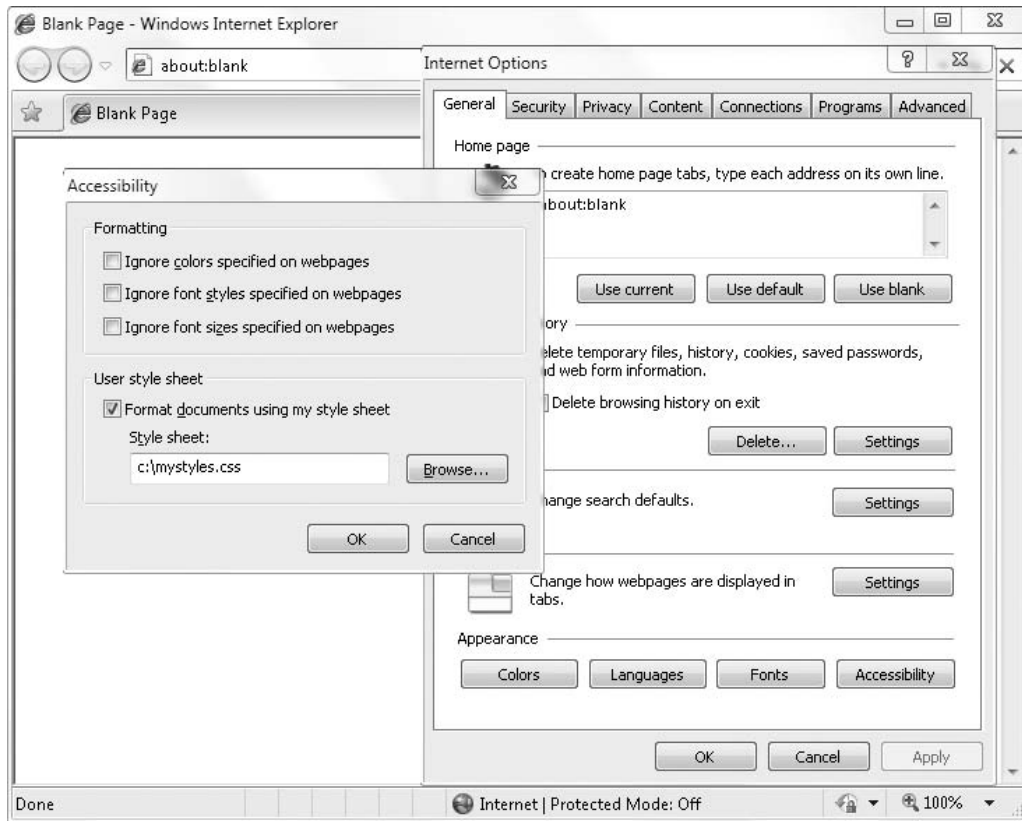 Blank Page - Windows Internet Explorer
about:blank
Blank Page
Internet Options
General Security Privacy Content Connections Programs Advanced
Home page
create home page tabs, type each address on its own line.
about:blank
Use current Use default Use blank
temporary files, history, cookies, saved passwords,
web form information.
Delete browsing history on exit
Delete... Settings
search defaults.
Settings
Change how webpages are displayed in
tabs.
Settings
Appearance
Colors Languages Fonts Accessibility
OK Cancel Apply
Accessibility
Formatting
Ignore colors specified on webpages
Ignore font styles specified on webpages
Ignore font sizes specified on webpages
User style sheet
Format documents using my style sheet
Style sheet:
c:\mystyles.css
Browse...
OK Cancel
Done
Internet | Protected Mode: Off
100%